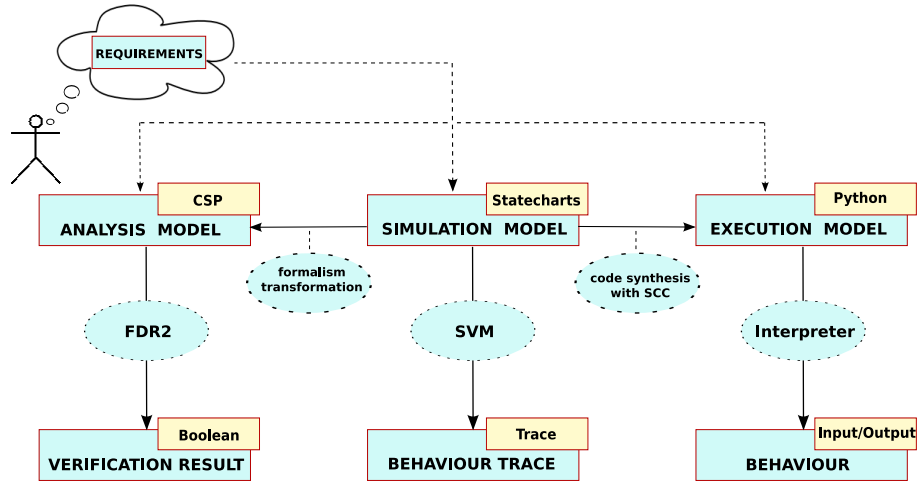 REQUIREMENTS
CSP
ANALYSIS MODEL
Statecharts
SIMULATION MODEL
Python
EXECUTION MODEL
formalism
transformation
code synthesis
with SCC
FDR2
SVM
Interpreter
Boolean
VERIFICATION RESULT
Trace
BEHAVIOUR TRACE
Input/Output
BEHAVIOUR